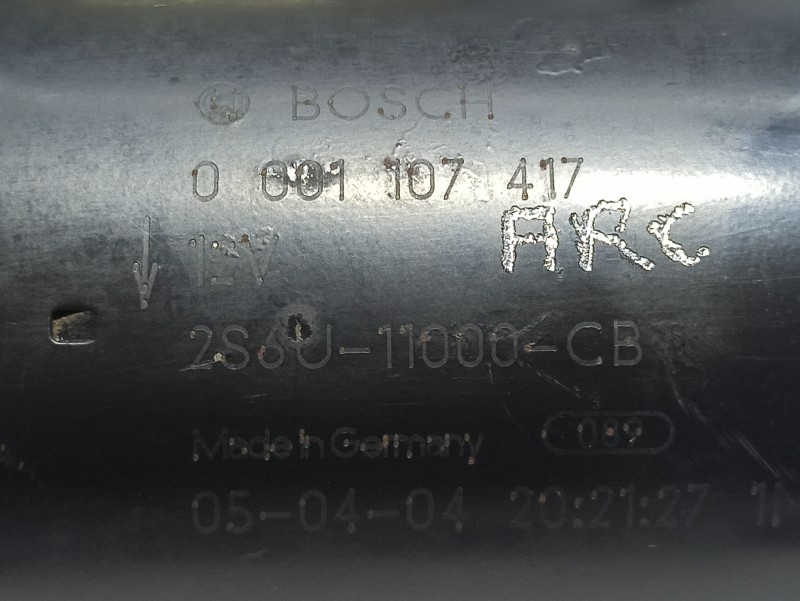 BOSCH
0 001 107 417
ARC
12V
2S6U-11000-CB
Made in Germany 089
05-04-04 20:21:27 1N